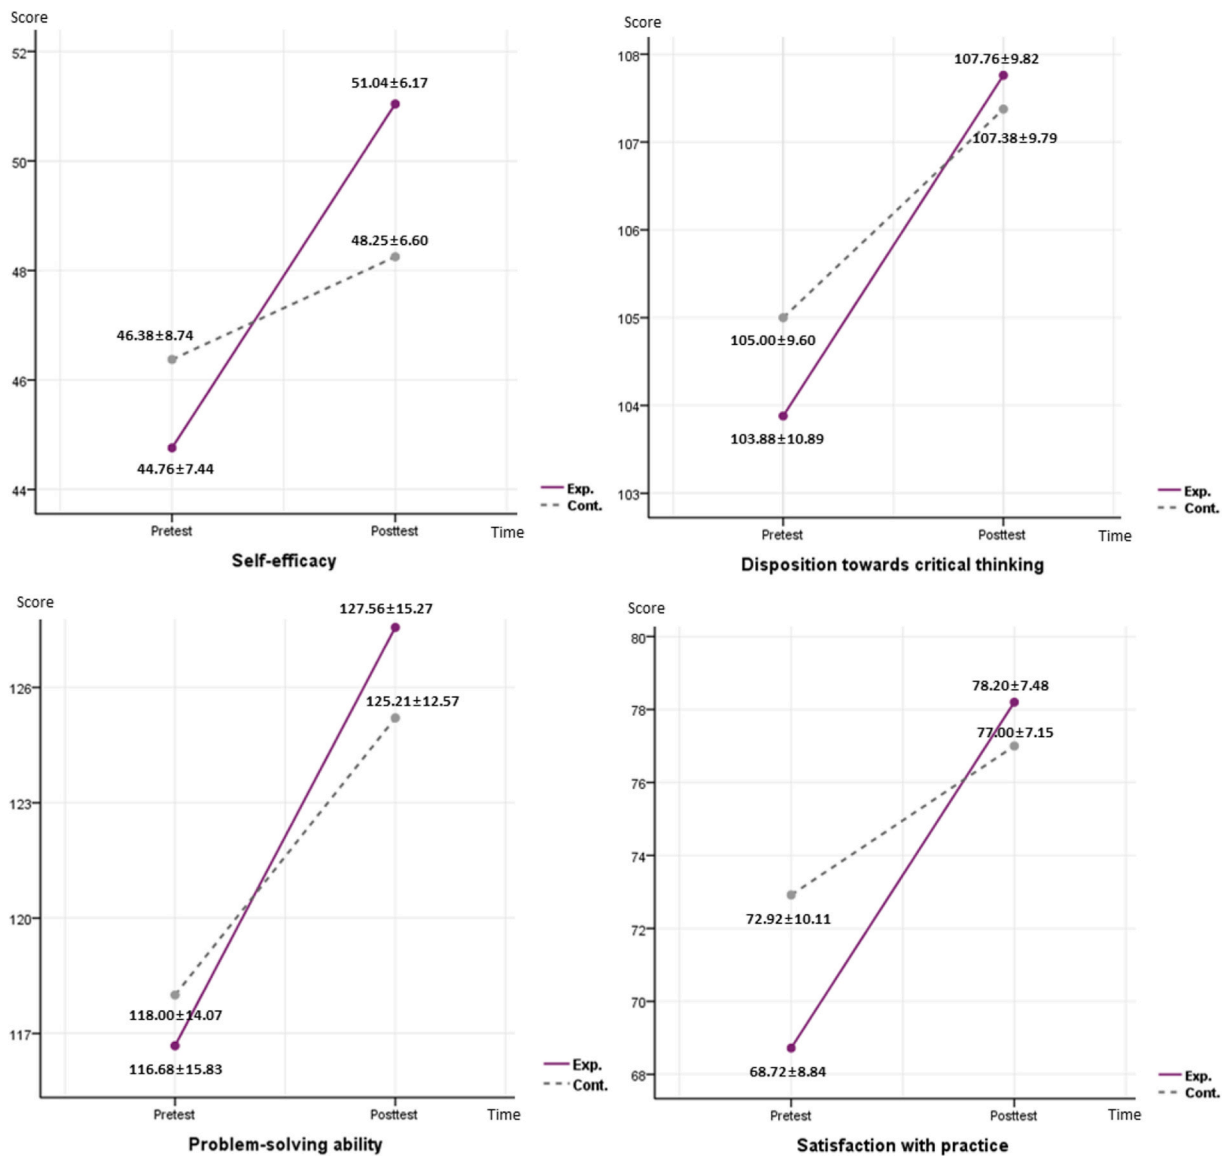 Score
52
50
48
46
44
51.04±6.17
48.25±6.60
46.38±8.74
44.76±7.44
Exp.
Cont.
Pretest
Posttest
Time
Self-efficacy
Score
108
107
106
105
104
103
107.76±9.82
107.38±9.79
105.00±9.60
103.88±10.89
Exp.
Cont.
Pretest
Posttest
Time
Disposition towards critical thinking
Score
126
123
120
117
127.56±15.27
125.21±12.57
118.00±14.07
116.68±15.83
Exp.
Cont.
Pretest
Posttest
Time
Problem-solving ability
Score
80
78
76
74
72
70
68
78.20±7.48
77.00±7.15
72.92±10.11
68.72±8.84
Exp.
Cont.
Pretest
Posttest
Time
Satisfaction with practice